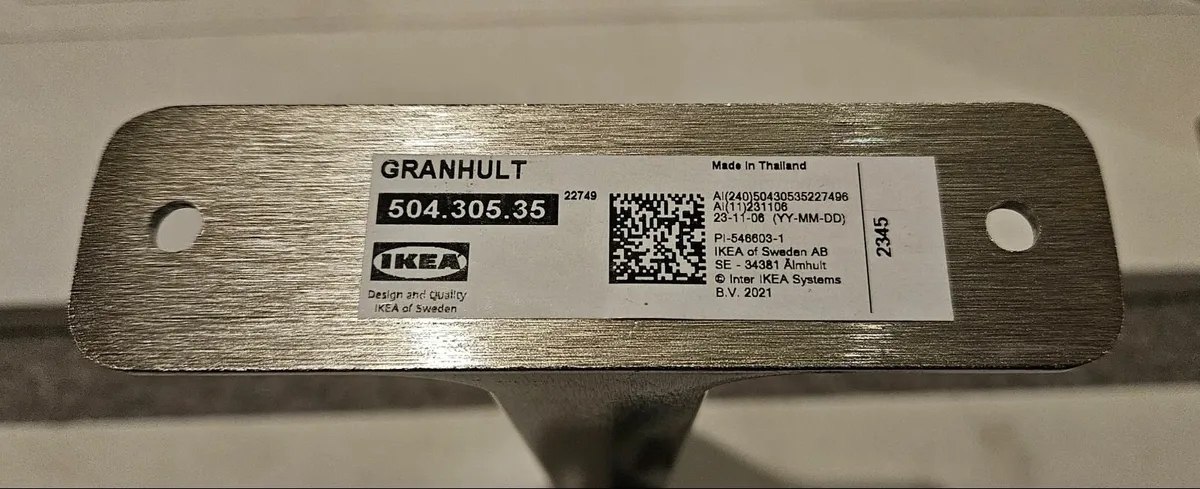 GRANHULT
504.305.35
22749
IKEA
Design and Quality
IKEA of Sweden
Made in Thailand
AI(240)50430535227496
AI(11)231106
23-11-06 (YY-MM-DD)
PI-546603-1
IKEA of Sweden AB
SE - 34381 Älmhult
© Inter IKEA Systems
B.V. 2021
2345